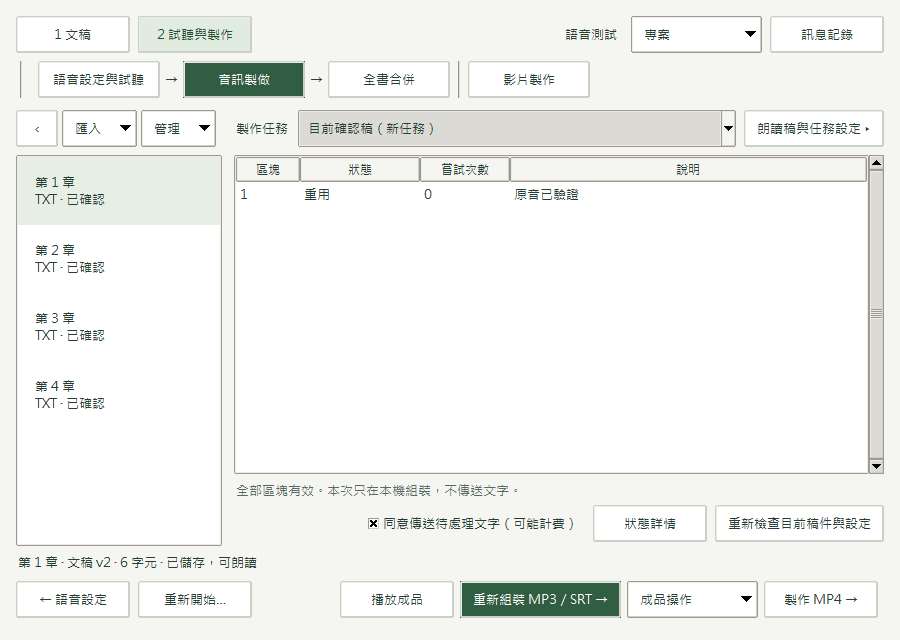 1 文稿
2 試聽與製作
語音測試
專案
訊息記錄
語音設定與試聽
→
音訊製做
→
全書合併
影片製作
‹
匯入
管理
製作任務
目前確認稿（新任務）
朗讀稿與任務設定 ▸
第 1 章
TXT · 已確認
第 2 章
TXT · 已確認
第 3 章
TXT · 已確認
第 4 章
TXT · 已確認
區塊 狀態 嘗試次數 說明
1 重用 0 原音已驗證
全部區塊有效。本次只在本機組裝，不傳送文字。
同意傳送待處理文字（可能計費）
狀態詳情
重新檢查目前稿件與設定
第 1 章 · 文稿 v2 · 6 字元 · 已儲存，可朗讀
← 語音設定
重新開始...
播放成品
重新組裝 MP3 / SRT →
成品操作
製作 MP4 →